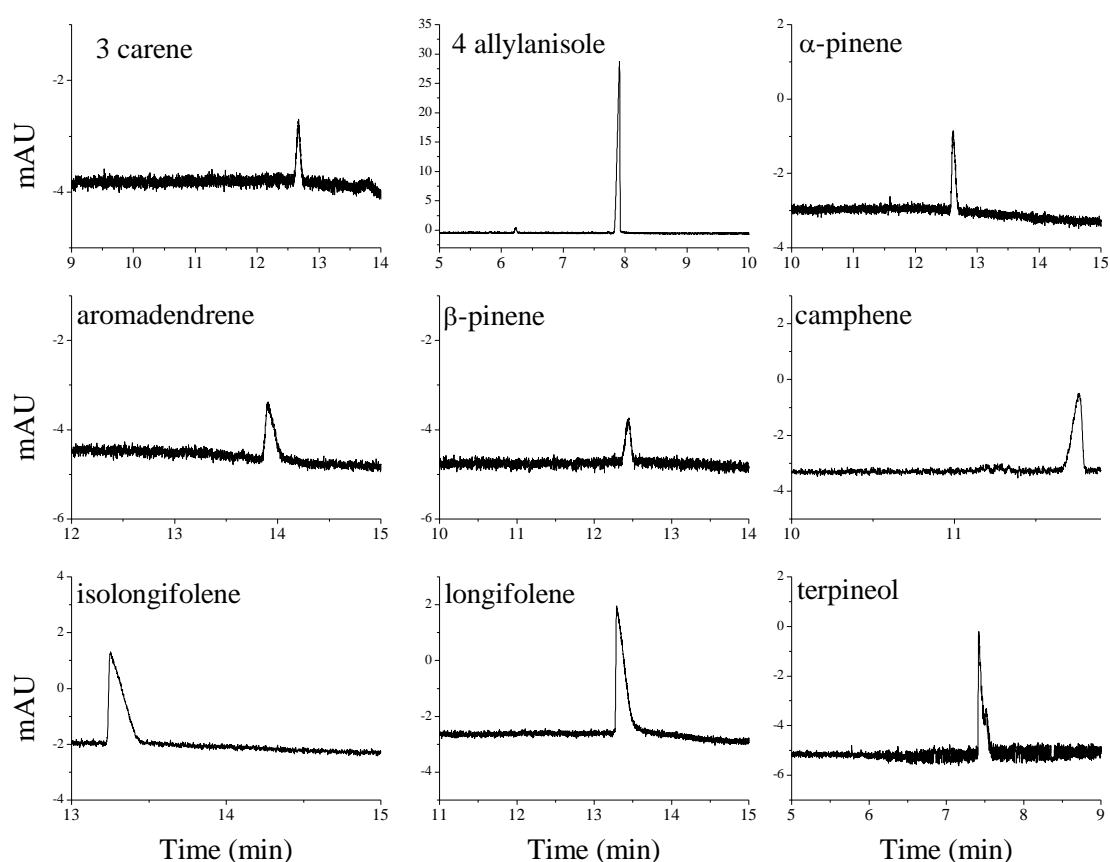 3 carene
mAU
-2
-4
9 10 11 12 13 14
4 allylanisole
35
30
25
20
15
10
5
0
5 6 7 8 9 10
α-pinene
2
0
-2
-4
10 11 12 13 14 15
aromadendrene
mAU
-2
-4
-6
12 13 14 15
β-pinene
-2
-4
-6
10 11 12 13 14
camphene
2
0
-2
-4
10 11
isolongifolene
mAU
4
2
0
-2
-4
13 14 15
Time (min)
longifolene
2
0
-2
-4
11 12 13 14 15
Time (min)
terpineol
2
0
-2
-4
-6
5 6 7 8 9
Time (min)